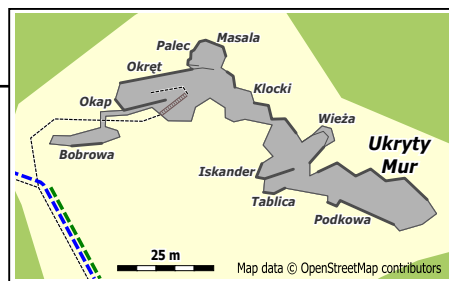 Masala
Palec
Okręt
Klocki
Okap
Wieża
Bobrowa
Ukryty
Mur
Iskander
Tablica
Podkowa
25 m
Map data © OpenStreetMap contributors